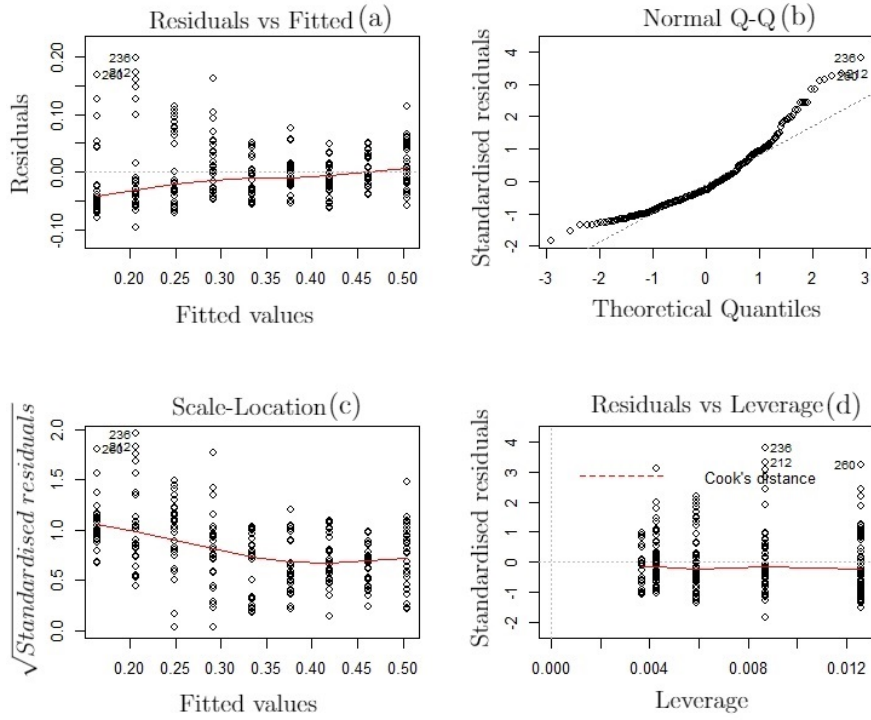 Residuals vs Fitted (a)
Residuals
-0.10 0.00 0.10 0.20
236
212
260
0.20 0.25 0.30 0.35 0.40 0.45 0.50
Fitted values
Normal Q-Q (b)
Standardised residuals
-2 -1 0 1 2 3 4
236
212
260
-3 -2 -1 0 1 2 3
Theoretical Quantiles
Scale-Location (c)
√Standardised residuals
0.0 0.5 1.0 1.5 2.0
236
212
260
0.20 0.25 0.30 0.35 0.40 0.45 0.50
Fitted values
Residuals vs Leverage (d)
Standardised residuals
-2 -1 0 1 2 3 4
236
212
260
Cook's distance
0.000 0.004 0.008 0.012
Leverage